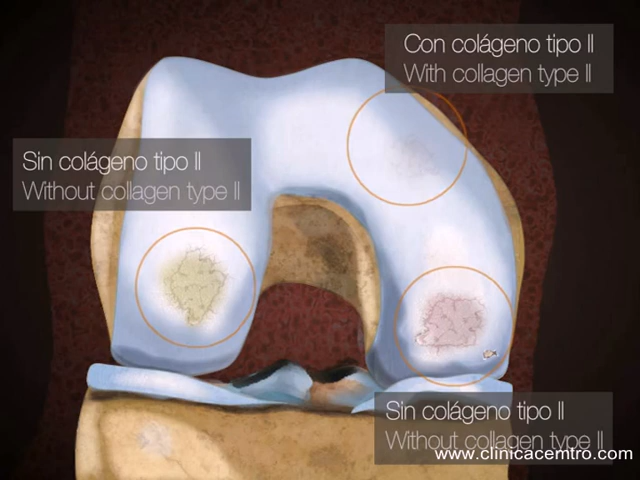 Con colágeno tipo II
With collagen type II
Sin colágeno tipo II
Without collagen type II
Sin colágeno tipo II
Without collagen type II
www.clinicacemtro.com